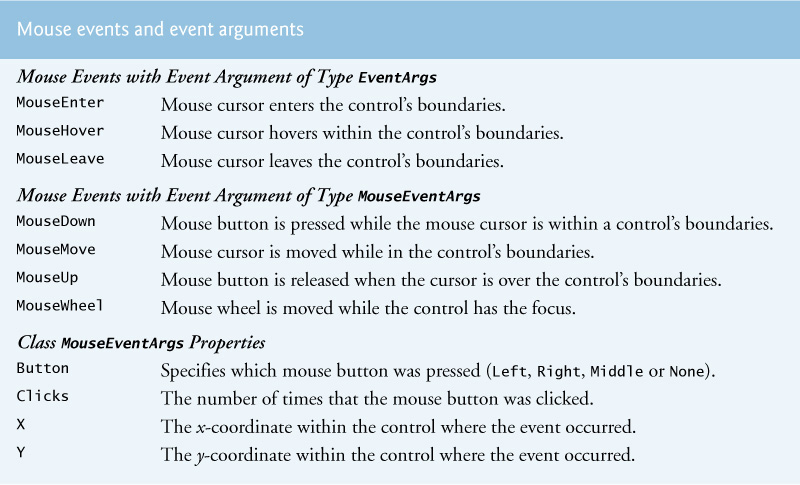 Mouse events and event arguments
Mouse Events with Event Argument of Type EventArgs
MouseEnter Mouse cursor enters the control’s boundaries.
MouseHover Mouse cursor hovers within the control’s boundaries.
MouseLeave Mouse cursor leaves the control’s boundaries.
Mouse Events with Event Argument of Type MouseEventArgs
MouseDown Mouse button is pressed while the mouse cursor is within a control’s boundaries.
MouseMove Mouse cursor is moved while in the control’s boundaries.
MouseUp Mouse button is released when the cursor is over the control’s boundaries.
MouseWheel Mouse wheel is moved while the control has the focus.
Class MouseEventArgs Properties
Button Specifies which mouse button was pressed (Left, Right, Middle or None).
Clicks The number of times that the mouse button was clicked.
X The x-coordinate within the control where the event occurred.
Y The y-coordinate within the control where the event occurred.